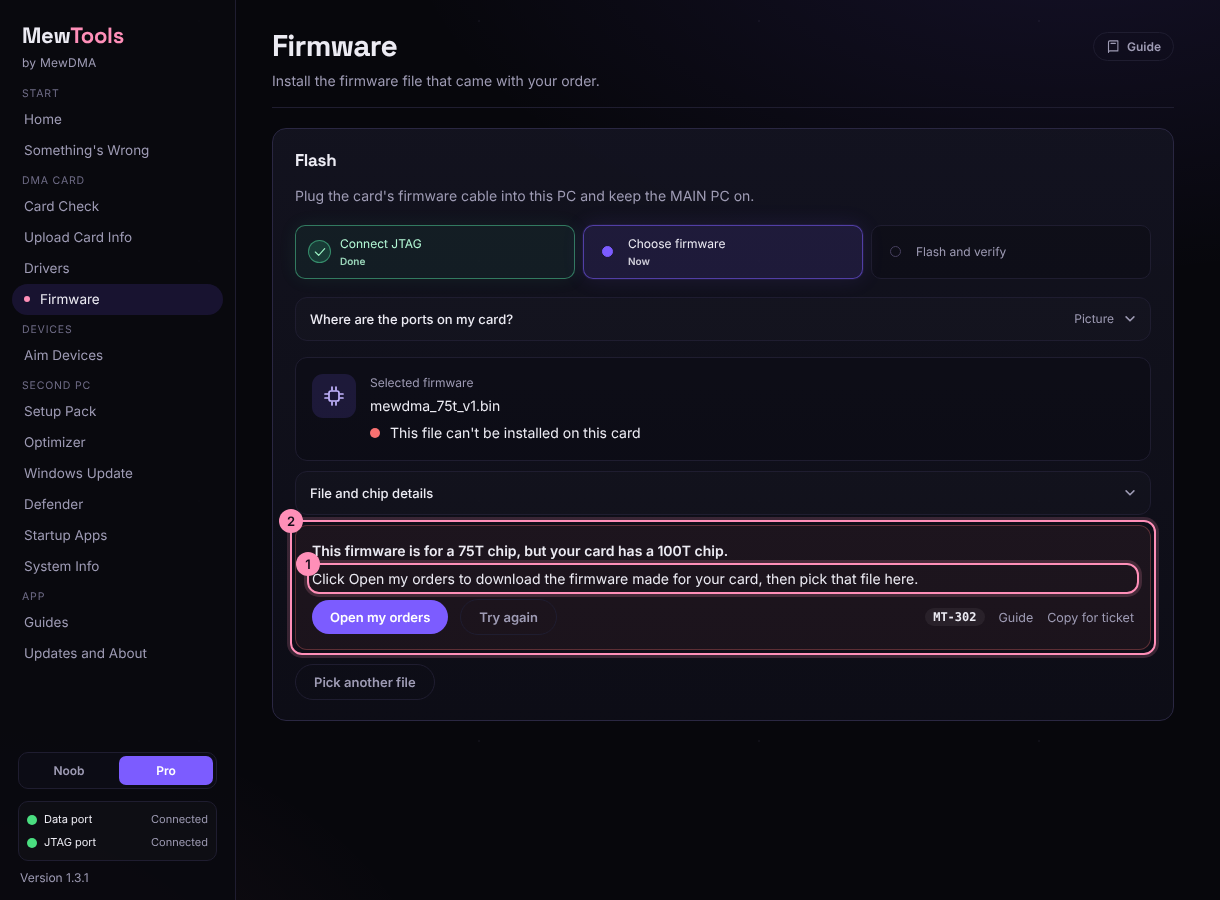 MewTools
by MewDMA
START
Home
Something's Wrong
DMA CARD
Card Check
Upload Card Info
Drivers
Firmware
DEVICES
Aim Devices
SECOND PC
Setup Pack
Optimizer
Windows Update
Defender
Startup Apps
System Info
APP
Guides
Updates and About
Noob
Pro
Data port
Connected
JTAG port
Connected
Version 1.3.1
Firmware
Guide
Install the firmware file that came with your order.
Flash
Plug the card's firmware cable into this PC and keep the MAIN PC on.
Connect JTAG
Done
Choose firmware
Now
Flash and verify
Where are the ports on my card?
Picture
Selected firmware
mewdma_75t_v1.bin
This file can't be installed on this card
File and chip details
2
This firmware is for a 75T chip, but your card has a 100T chip.
1
Click Open my orders to download the firmware made for your card, then pick that file here.
Open my orders
Try again
MT-302
Guide
Copy for ticket
Pick another file